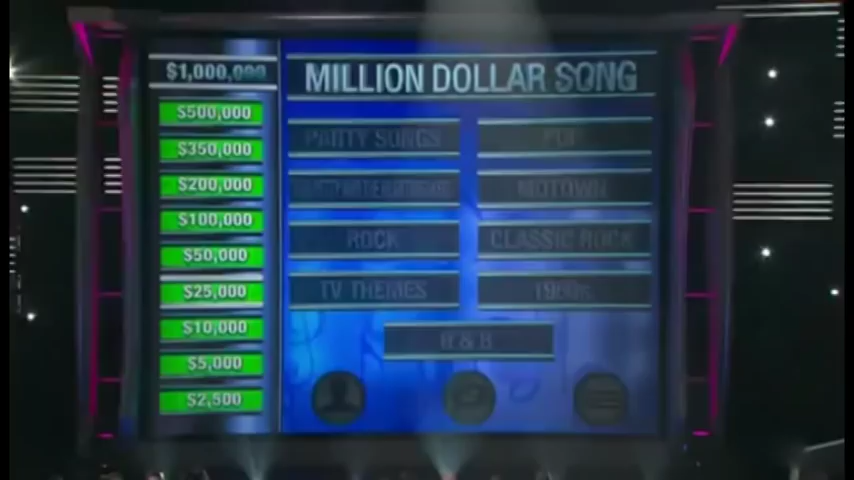 $1,000,000
MILLION DOLLAR SONG
$500,000
$350,000
$200,000
$100,000
$50,000
$25,000
$10,000
$5,000
$2,500
PARTY SONGS
POP
MOTOWN
ROCK
CLASSIC ROCK
TV THEMES
R & B